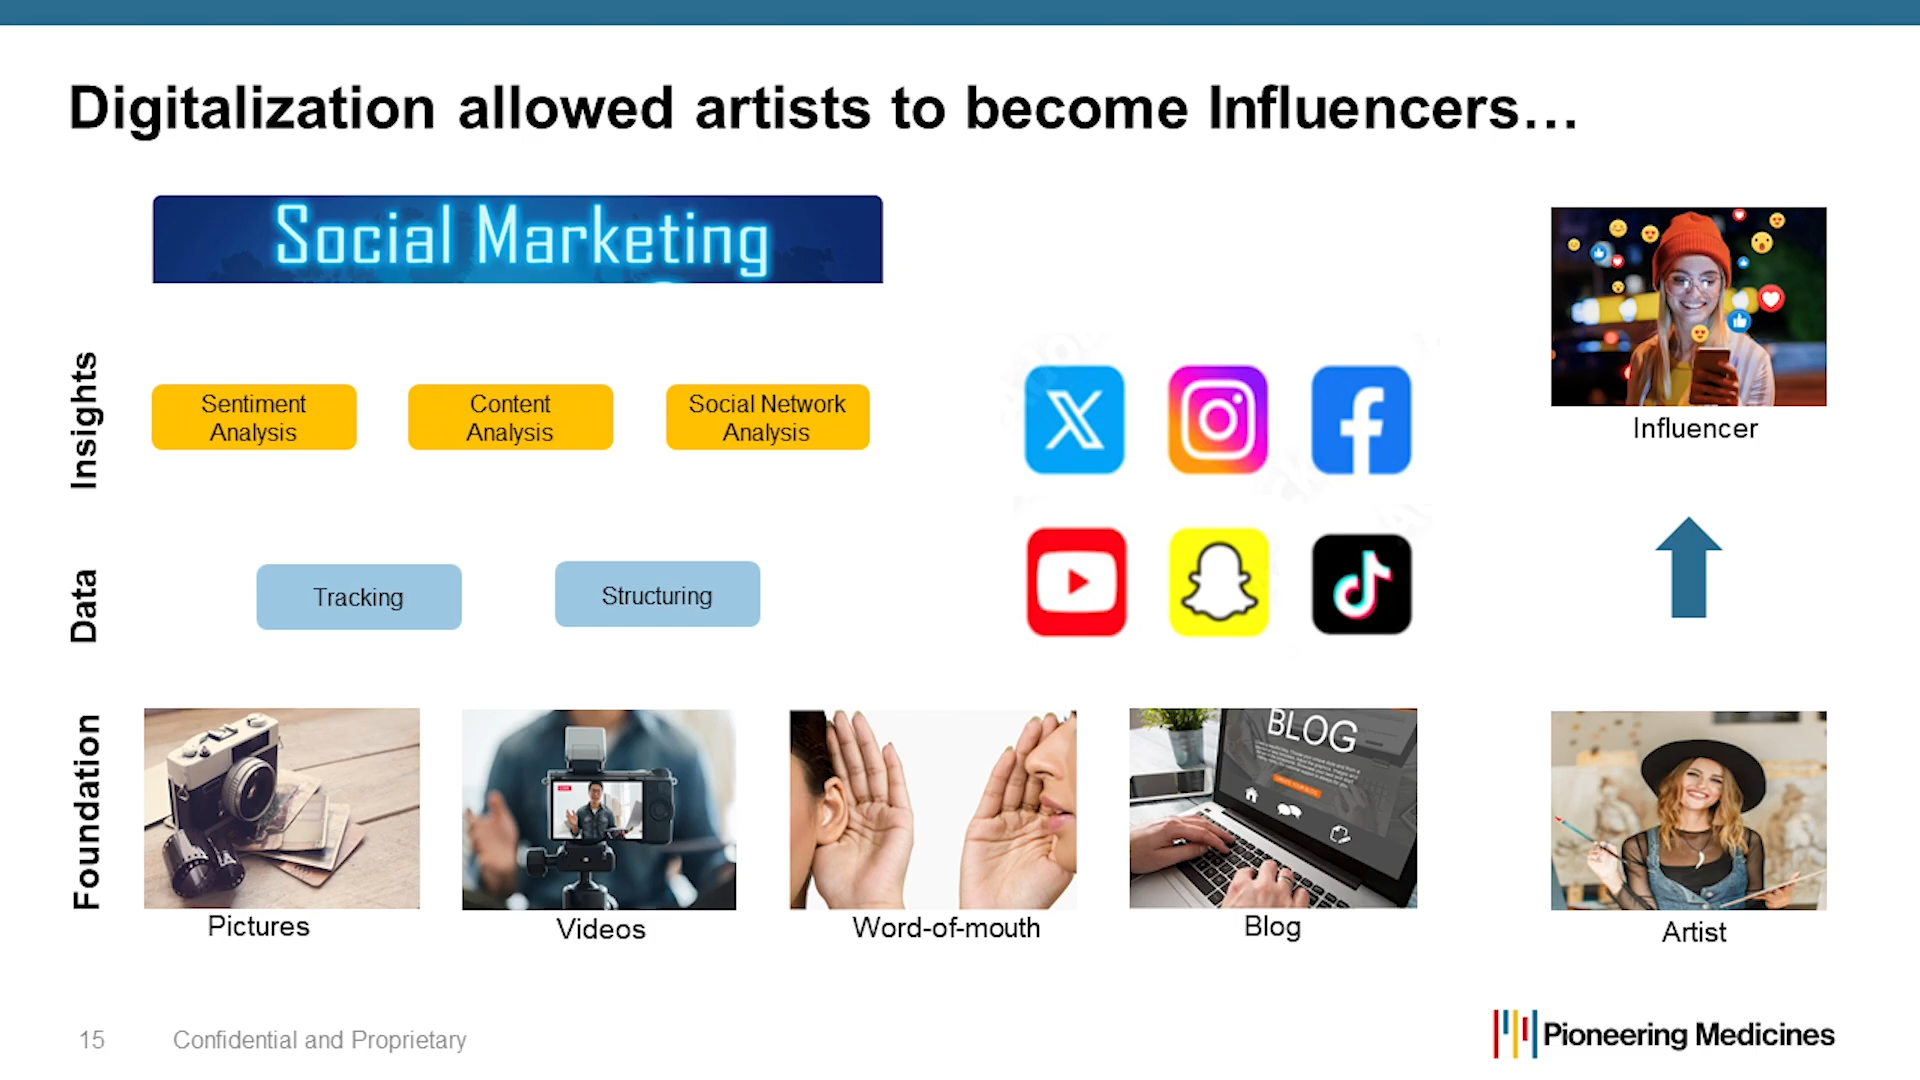 Digitalization allowed artists to become Influencers…
Social Marketing
Insights
Sentiment
Analysis
Content
Analysis
Social Network
Analysis
Influencer
Data
Tracking
Structuring
Foundation
BLOG
Pictures
Videos
Word-of-mouth
Blog
Artist
15
Confidential and Proprietary
Pioneering Medicines